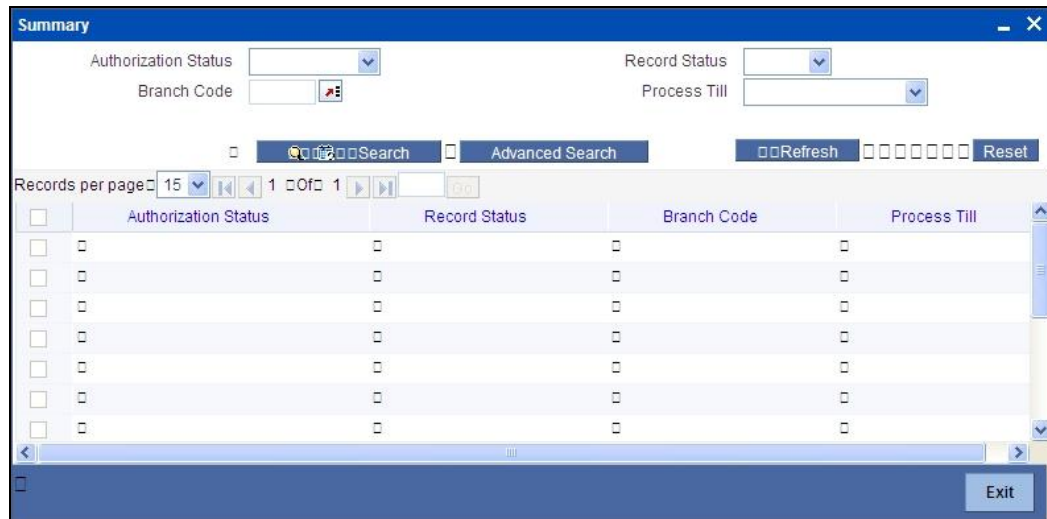 Summary
Authorization Status Record Status
Branch Code Process Till
Search Advanced Search Refresh Reset
Records per page 15 1 Of 1 Go
Authorization Status Record Status Branch Code Process Till
Exit